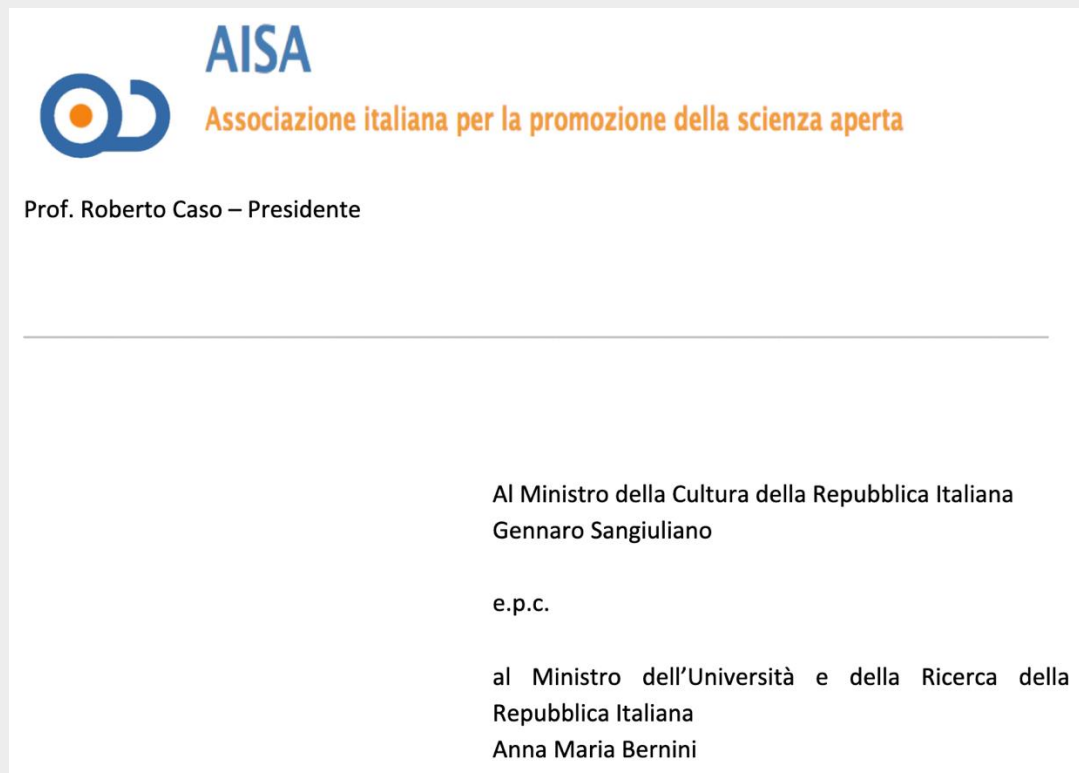 AISA
Associazione italiana per la promozione della scienza aperta
Prof. Roberto Caso – Presidente
Al Ministro della Cultura della Repubblica Italiana
Gennaro Sangiuliano
e.p.c.
al Ministro dell’Università e della Ricerca della
Repubblica Italiana
Anna Maria Bernini